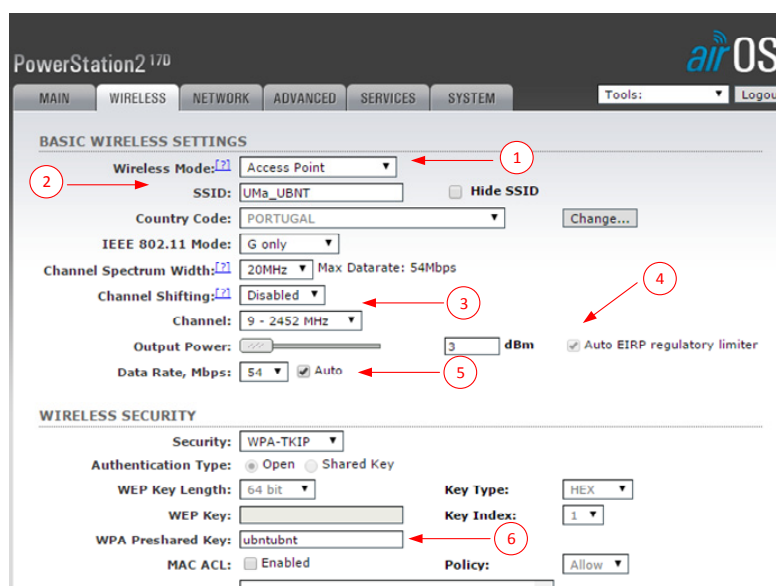 PowerStation2 17D
air OS
MAIN WIRELESS NETWORK ADVANCED SERVICES SYSTEM Tools: Logou
BASIC WIRELESS SETTINGS
Wireless Mode:[?] Access Point 1
2
SSID: UMa_UBNT Hide SSID
Country Code: PORTUGAL Change...
IEEE 802.11 Mode: G only
Channel Spectrum Width:[?] 20MHz Max Datarate: 54Mbps
4
Channel Shifting:[?] Disabled
3
Channel: 9 - 2452 MHz
Output Power: 3 dBm Auto EIRP regulatory limiter
Data Rate, Mbps: 54 Auto 5
WIRELESS SECURITY
Security: WPA-TKIP
Authentication Type: Open Shared Key
WEP Key Length: 64 bit Key Type: HEX
WEP Key: Key Index: 1
WPA Preshared Key: ubntubnt 6
MAC ACL: Enabled Policy: Allow